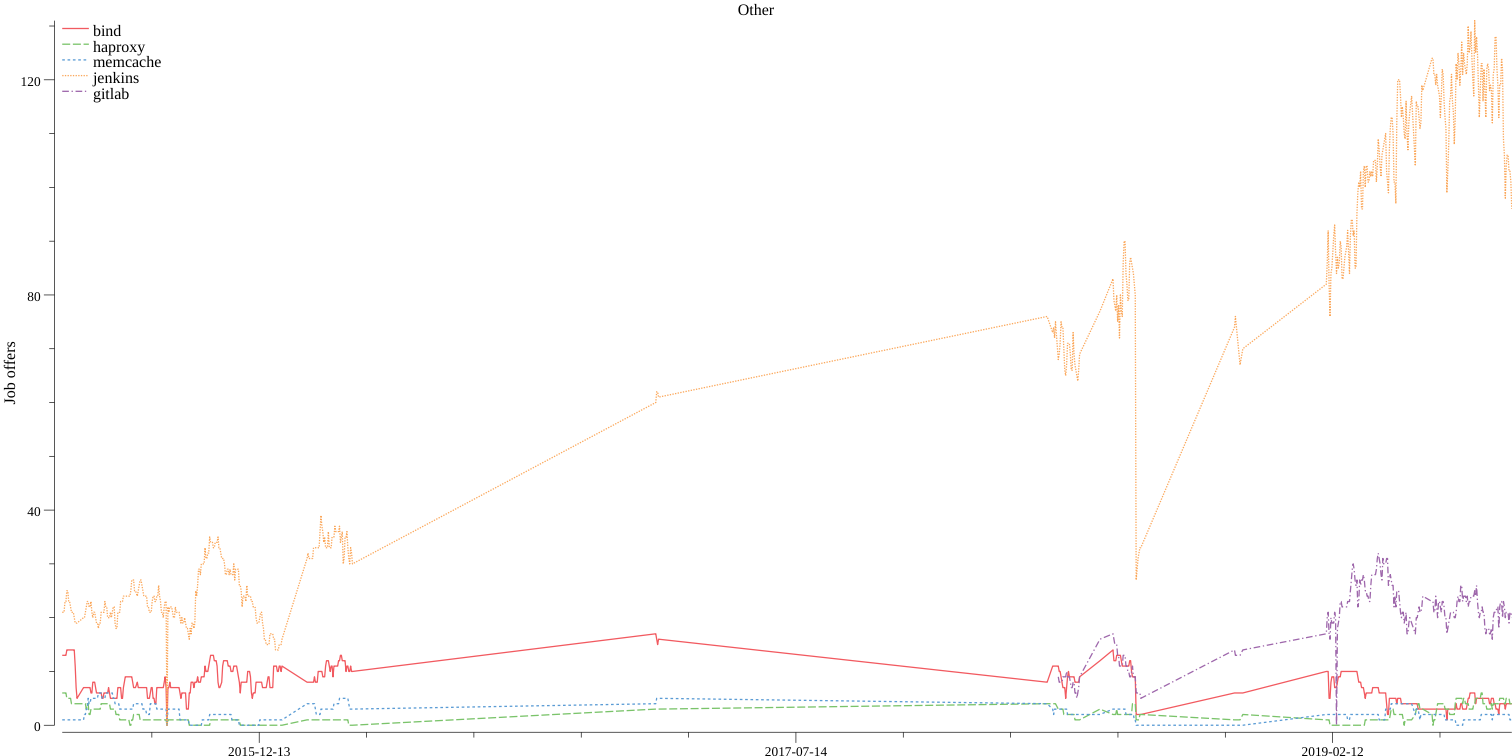 Other
bind
haproxy
memcache
jenkins
gitlab
120
80
40
0
Job offers
2015-12-13
2017-07-14
2019-02-12